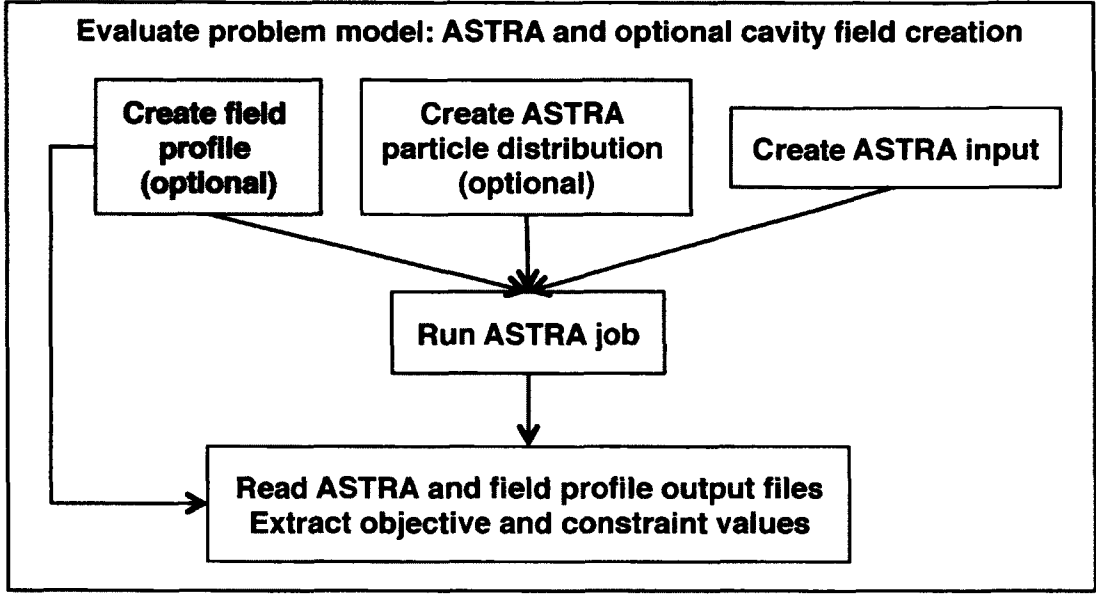 Evaluate problem model: ASTRA and optional cavity field creation
Create field
profile
(optional)
Create ASTRA
particle distribution
(optional)
Create ASTRA input
Run ASTRA job
Read ASTRA and field profile output files
Extract objective and constraint values